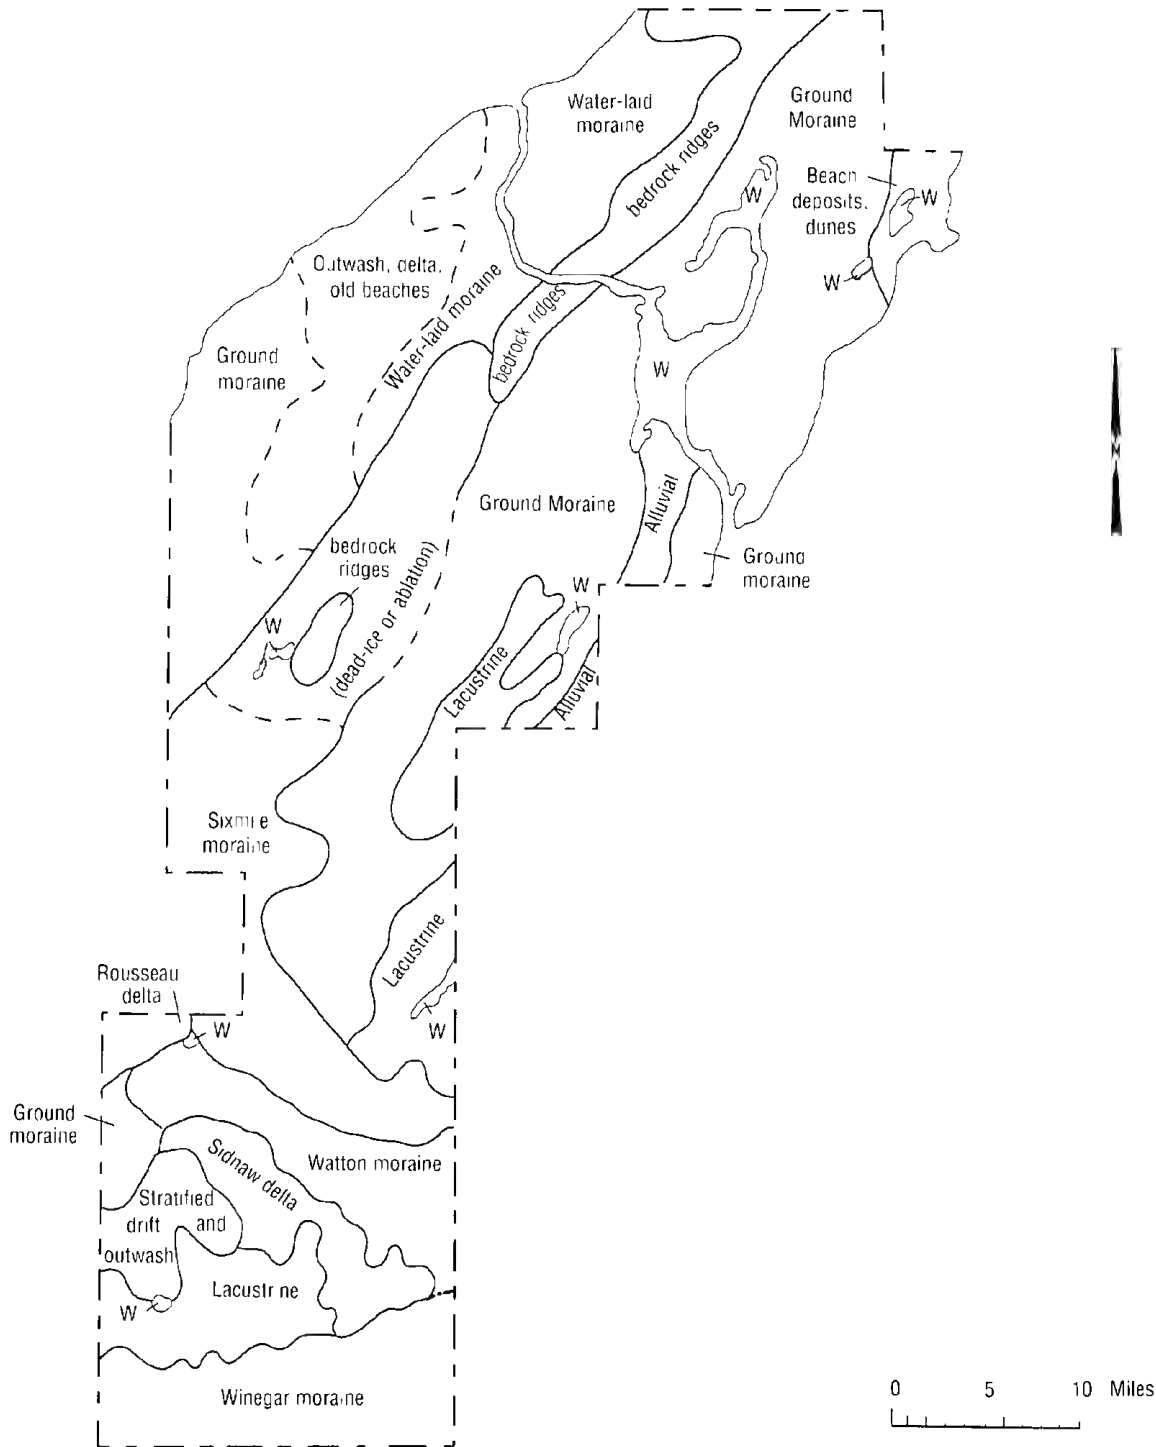 Water-laid
moraine
Ground
Moraine
bedrock ridges
W
Beach
deposits,
dunes
W
W
Outwash, delta,
old beaches
Water-laid moraine
bedrock ridges
Ground
moraine
W
N
Ground Moraine
Alluvial
bedrock
ridges
Ground
moraine
W
W
(dead-ice or ablation)
Lacustrine
Alluvial
Sixmile
moraine
Lacustrine
W
Rousseau
delta
W
Ground
moraine
Watton moraine
Sidnaw delta
Stratified
drift and
outwash
Lacustrine
W
Winegar moraine
0 5 10 Miles